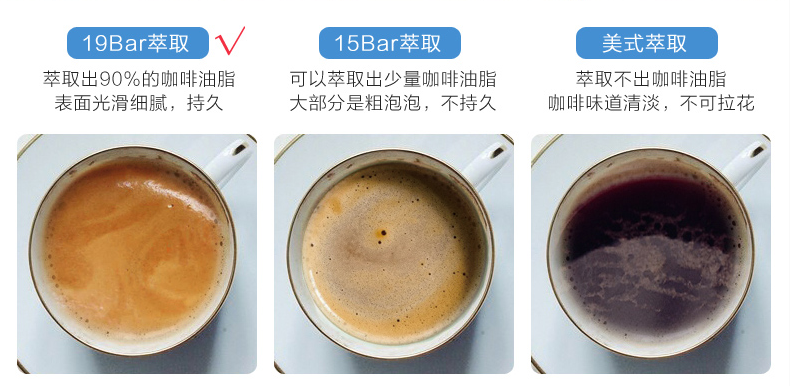 19Bar萃取
萃取出90%的咖啡油脂
表面光滑细腻，持久
15Bar萃取
可以萃取出少量咖啡油脂
大部分是粗泡泡，不持久
美式萃取
萃取不出咖啡油脂
咖啡味道清淡，不可拉花